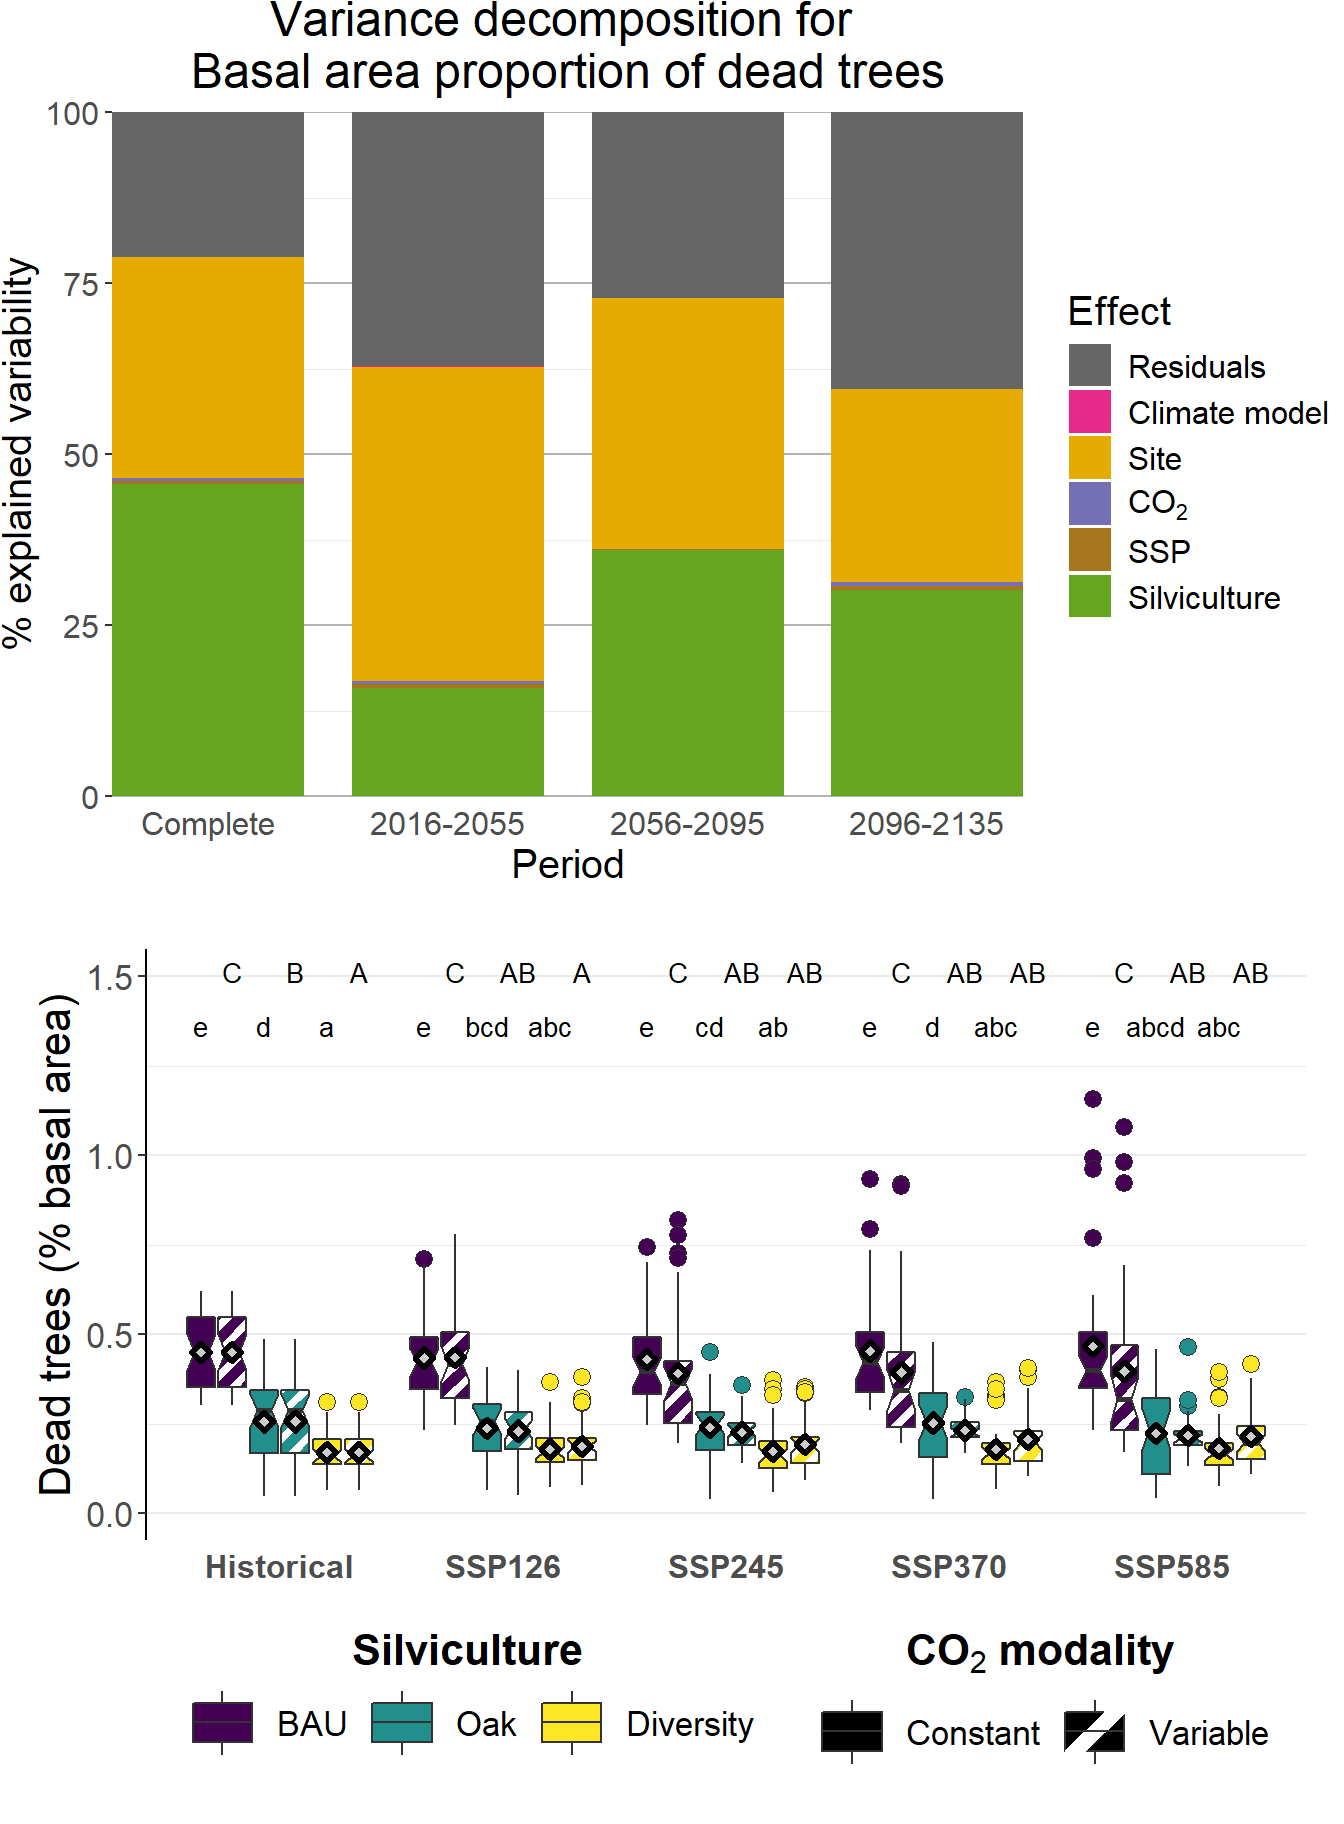 Variance decomposition for
Basal area proportion of dead trees
% explained variability
100
75
50
25
0
Complete 2016-2055 2056-2095 2096-2135
Period
Effect
Residuals
Climate model
Site
CO₂
SSP
Silviculture
Dead trees (% basal area)
1.5
1.0
0.5
0.0
C B A C AB A C AB AB C AB AB C AB AB
e d a e bcd abc e cd ab e d abc e abcd abc
Historical SSP126 SSP245 SSP370 SSP585
Silviculture
BAU Oak Diversity
CO₂ modality
Constant Variable